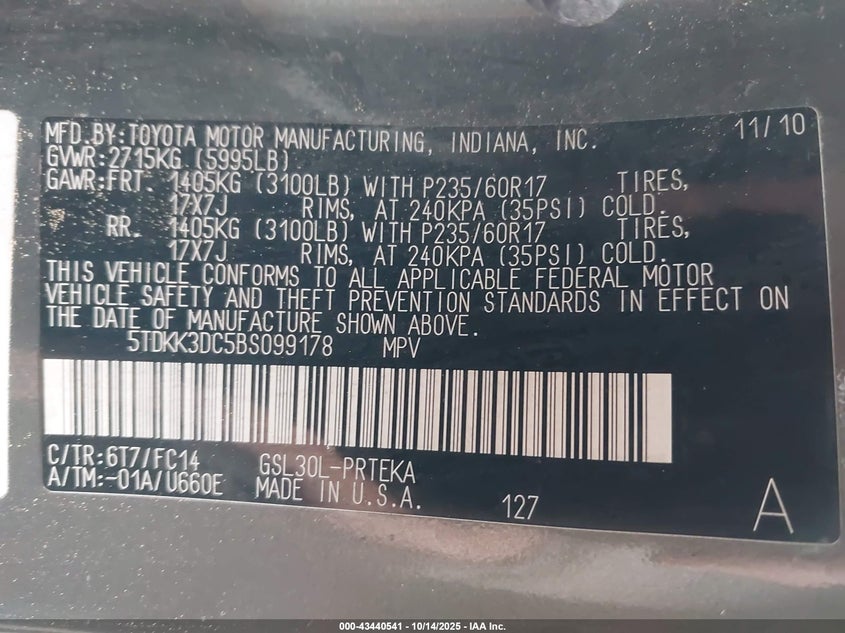 MFD.BY:TOYOTA MOTOR MANUFACTURING, INDIANA, INC. 11/10
GVWR:2715KG (5995LB)
GAWR:FRT. 1405KG (3100LB) WITH P235/60R17 TIRES,
17X7J RIMS, AT 240KPA (35PSI) COLD.
RR. 1405KG (3100LB) WITH P235/60R17 TIRES,
17X7J RIMS, AT 240KPA (35PSI) COLD.
THIS VEHICLE CONFORMS TO ALL APPLICABLE FEDERAL MOTOR
VEHICLE SAFETY AND THEFT PREVENTION STANDARDS IN EFFECT ON
THE DATE OF MANUFACTURE SHOWN ABOVE.
5TDKK3DC5BS099178 MPV
C/TR:6T7/FC14 GSL30L-PRTEKA
A/TM:-01A/U660E MADE IN U.S.A. 127 A
000-43440541 - 10/14/2025 - IAA Inc.